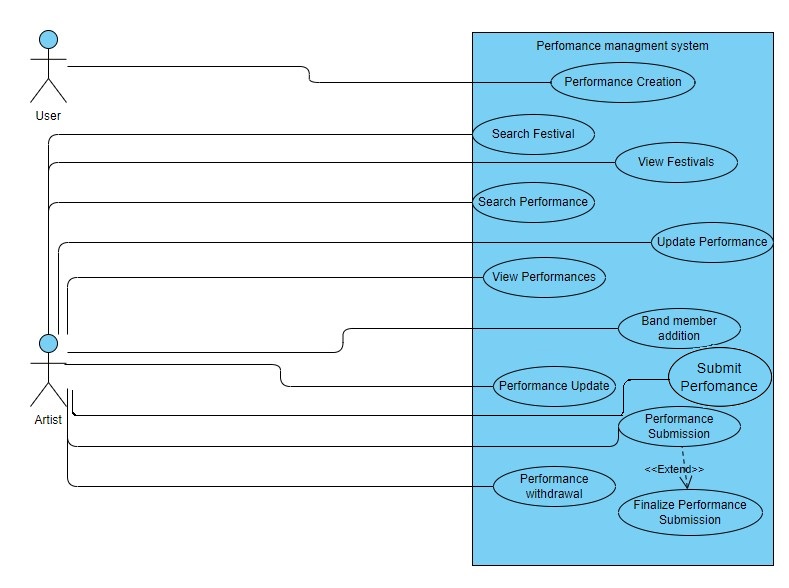 Perfomance managment system
Performance Creation
User
Search Festival
View Festivals
Search Performance
Update Performance
View Performances
Band member
addition
Submit
Perfomance
Performance Update
Artist
Performance
Submission
<<Extend>>
Performance
withdrawal
Finalize Performance
Submission